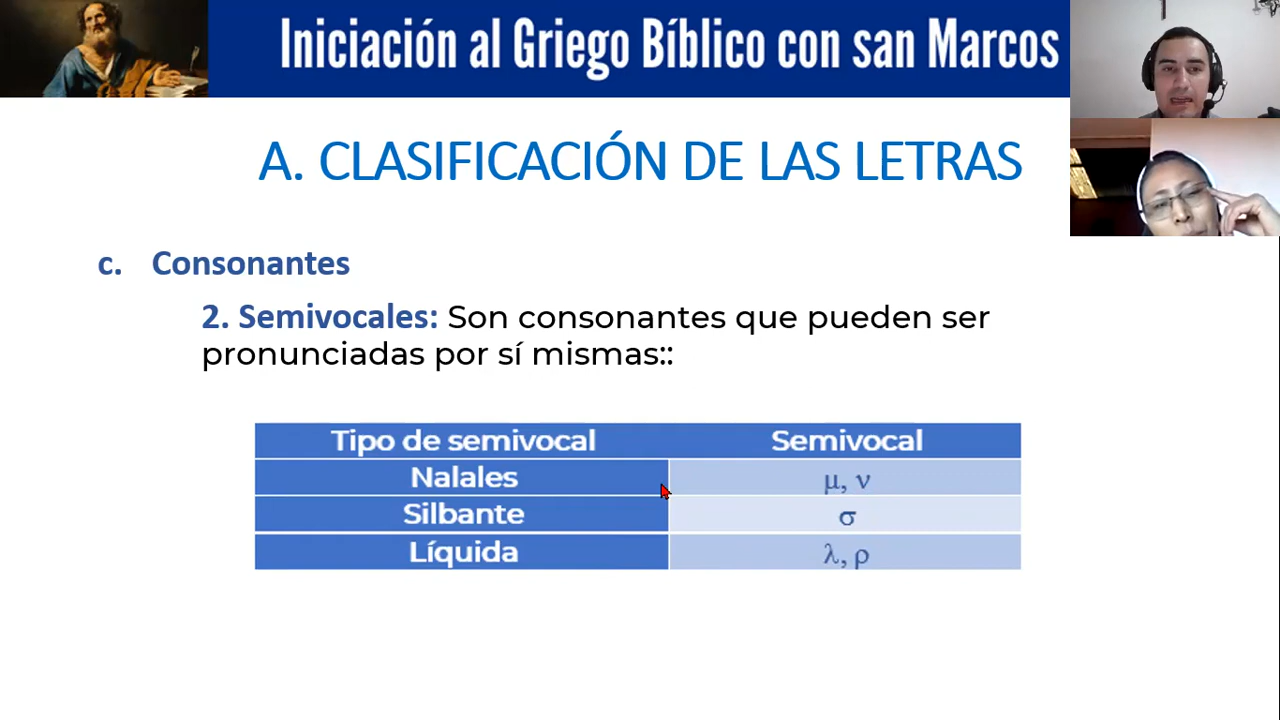 Iniciación al Griego Bíblico con san Marcos
A. CLASIFICACIÓN DE LAS LETRAS
c. Consonantes
2. Semivocales: Son consonantes que pueden ser
pronunciadas por sí mismas::
Tipo de semivocal Semivocal
Nalales μ, ν
Silbante σ
Líquida λ, ρ